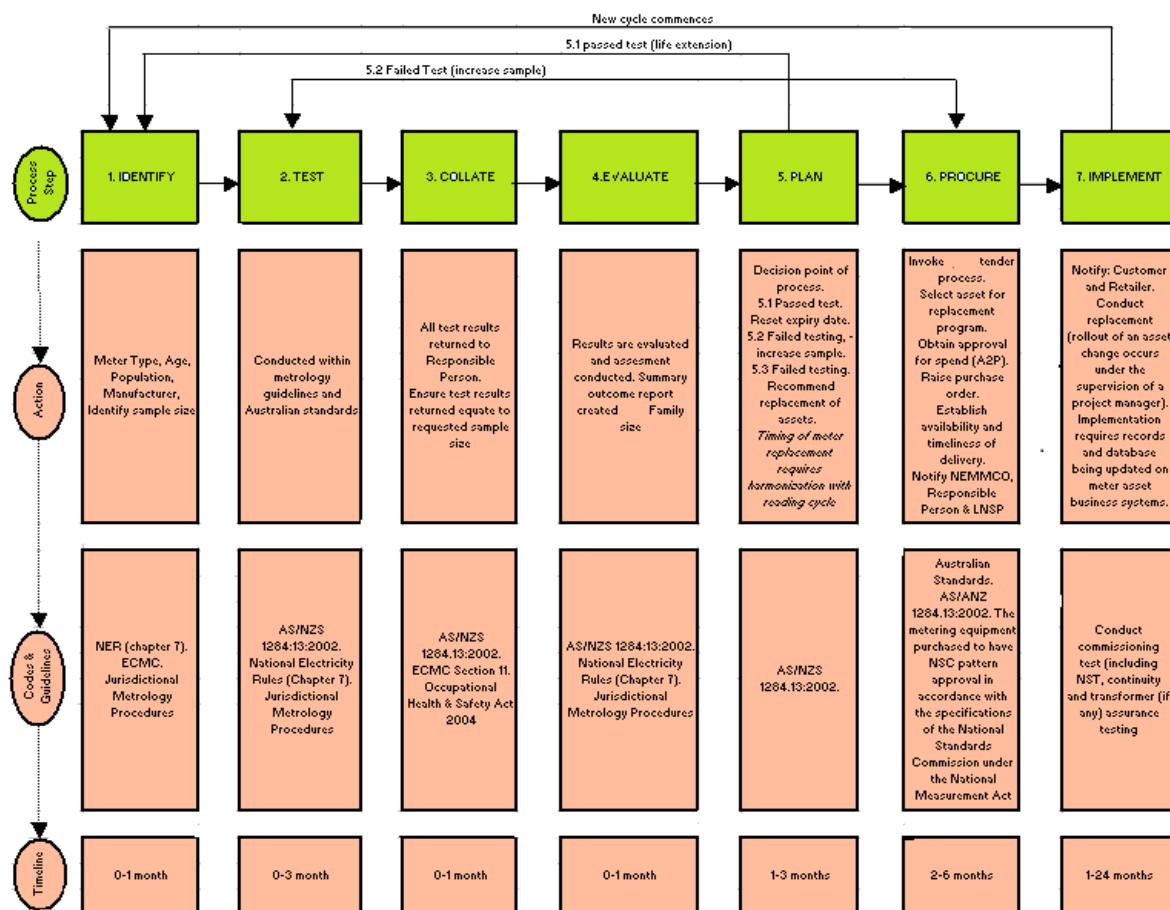 New cycle commences
5.1 passed test (life extension)
5.2 Failed Test (increase sample)
Process
Step
1. IDENTIFY
2. TEST
3. COLLATE
4.EVALUATE
5. PLAN
6. PROCURE
7. IMPLEMENT
Action
Meter Type, Age,
Population,
Manufacturer,
Identify sample size
Conducted within
metrology
guidelines and
Australian standards
All test results
returned to
Responsible
Person.
Ensure test results
returned equate to
requested sample
size
Results are evaluated
and assesment
conducted. Summary
outcome report
created Family
size
Decision point of
process.
5.1 Passed test.
Reset expiry date.
5.2 Failed testing, -
increase sample.
5.3 Failed testing.
Recommend
replacement of
assets.
Timing of meter
replacement
requires
harmonization with
reading cycle
Invoke tender
process.
Select asset for
replacement
program.
Obtain approval
for spend (A2P).
Raise purchase
order.
Establish
availability and
timeliness of
delivery.
Notify NEMMCO,
Responsible
Person & LNSP
Notify: Customer
and Retailer.
Conduct
replacement
(rollout of an asset
change occurs
under the
supervision of a
project manager).
Implementation
requires records
and database
being updated on
meter asset
business systems.
Codes &
Guidelines
NER (chapter 7).
ECMC.
Jurisdictional
Metrology
Procedures
AS/NZS
1284:13:2002.
National Electricity
Rules (Chapter 7).
Jurisdictional
Metrology
Procedures
AS/NZS
1284.13:2002.
ECMC Section 11.
Occupational
Health & Safety Act
2004
AS/NZS 1284:13:2002.
National Electricity
Rules (Chapter 7).
Jurisdictional
Metrology Procedures
AS/NZS
1284.13:2002.
Australian
Standards.
AS/ANZ
1284.13:2002. The
metering equipment
purchased to have
NSC pattern
approval in
accordance with
the specifications
of the National
Standards
Commission under
the National
Measurement Act
Conduct
commissioning
test (including
NST, continuity
and transformer (if
any) assurance
testing
Timeline
0-1 month
0-3 month
0-1 month
0-1 month
1-3 months
2-6 months
1-24 months